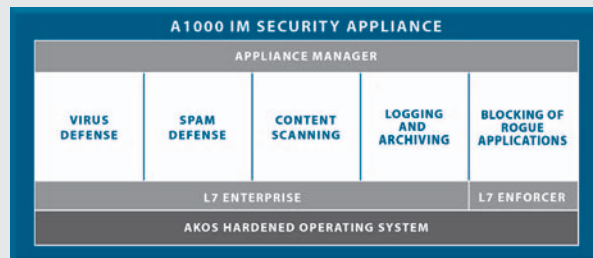 A1000 IM SECURITY APPLIANCE
APPLIANCE MANAGER
VIRUS
DEFENSE
SPAM
DEFENSE
CONTENT
SCANNING
LOGGING
AND
ARCHIVING
BLOCKING OF
ROGUE
APPLICATIONS
L7 ENTERPRISE
L7 ENFORCER
AKOS HARDENED OPERATING SYSTEM